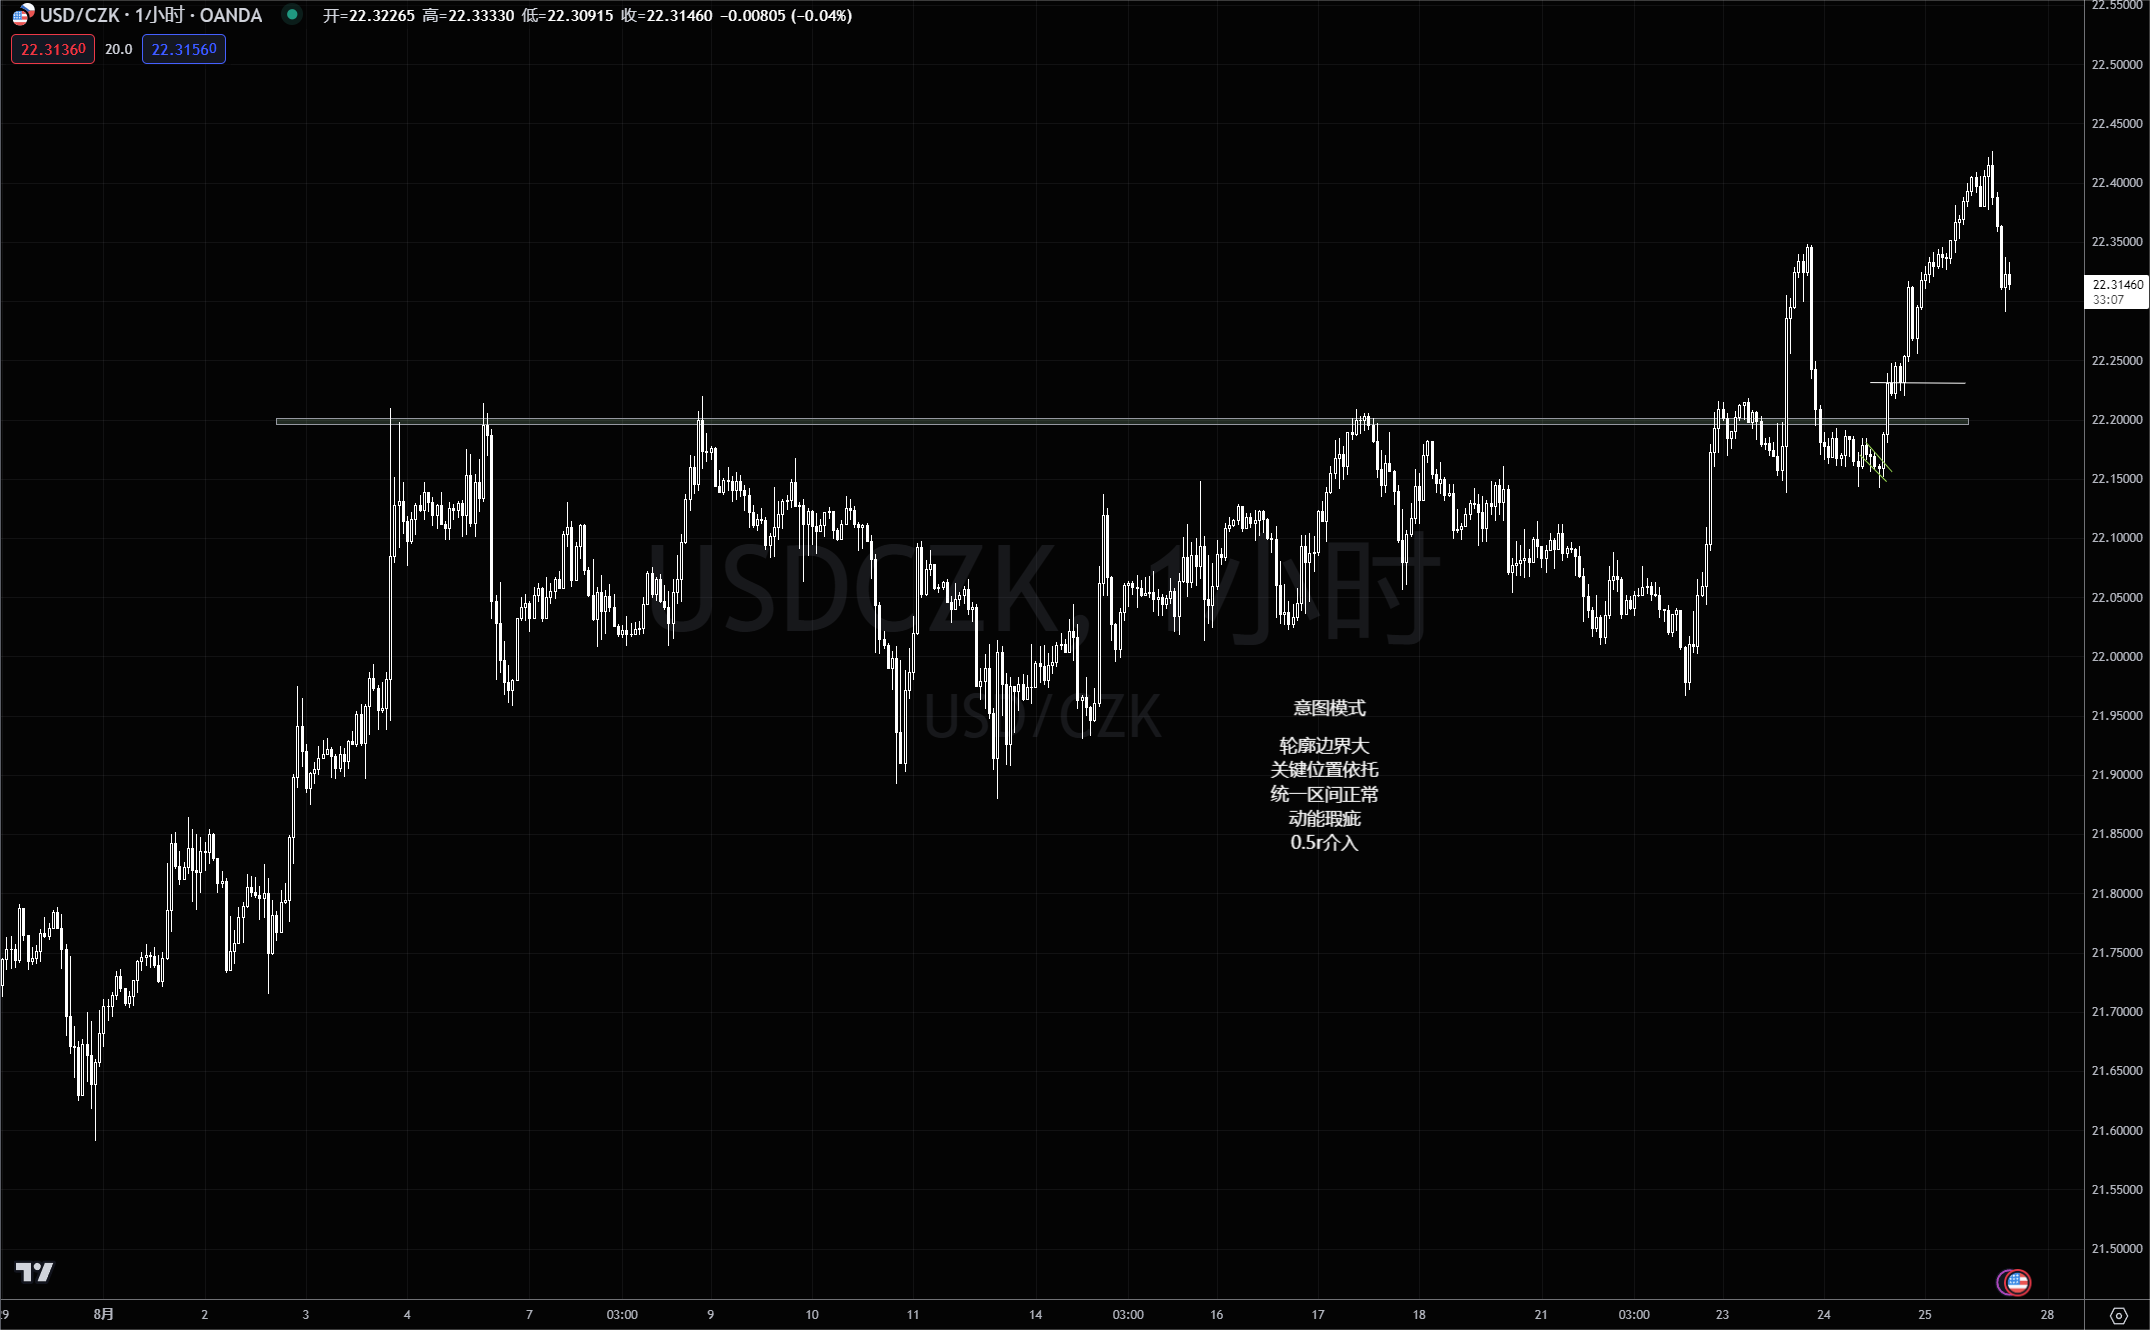 USD/CZK · 1小时 · OANDA
开=22.32265 高=22.33330 低=22.30915 收=22.31460 −0.00805 (−0.04%)
22.31360 20.0 22.31560
22.55000
22.50000
22.45000
22.40000
22.35000
22.31460
33:07
22.25000
22.20000
22.15000
22.10000
22.05000
22.00000
21.95000
21.90000
21.85000
21.80000
21.75000
21.70000
21.65000
21.60000
21.55000
21.50000
USDCZK, 1小时
USD/CZK
意图模式
轮廓边界大
关键位置依托
统一区间正常
动能瑕疵
0.5r介入
29 8月 2 3 4 7 03:00 9 10 11 14 03:00 16 17 18 21 03:00 23 24 25 28